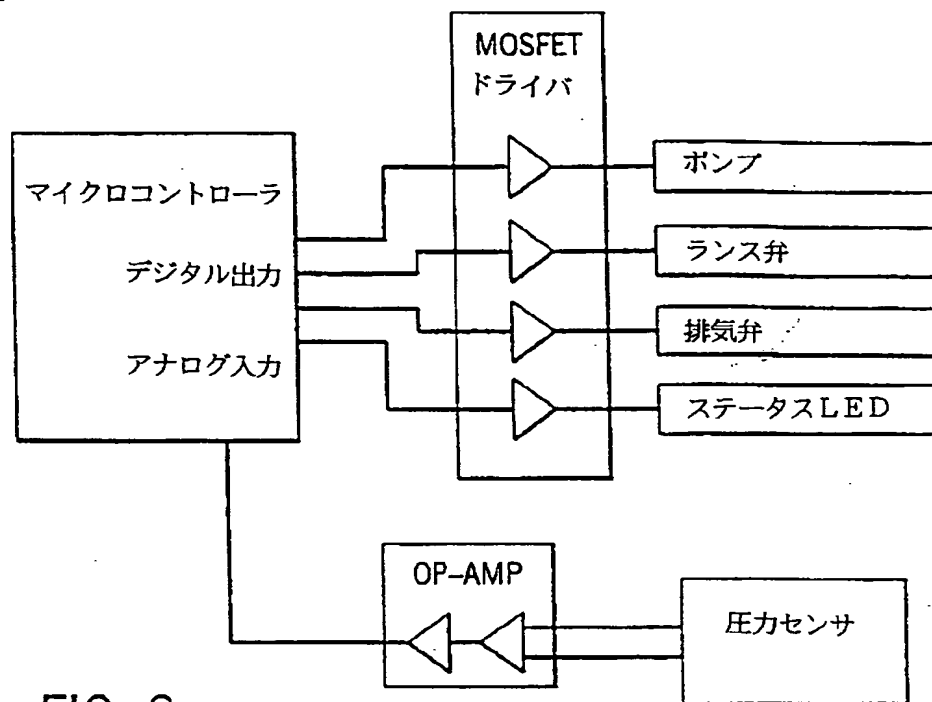 MOSFET
ドライバ
マイクロコントローラ
デジタル出力
アナログ入力
ポンプ
ランス弁
排気弁
ステータスLED
OP-AMP
圧力センサ